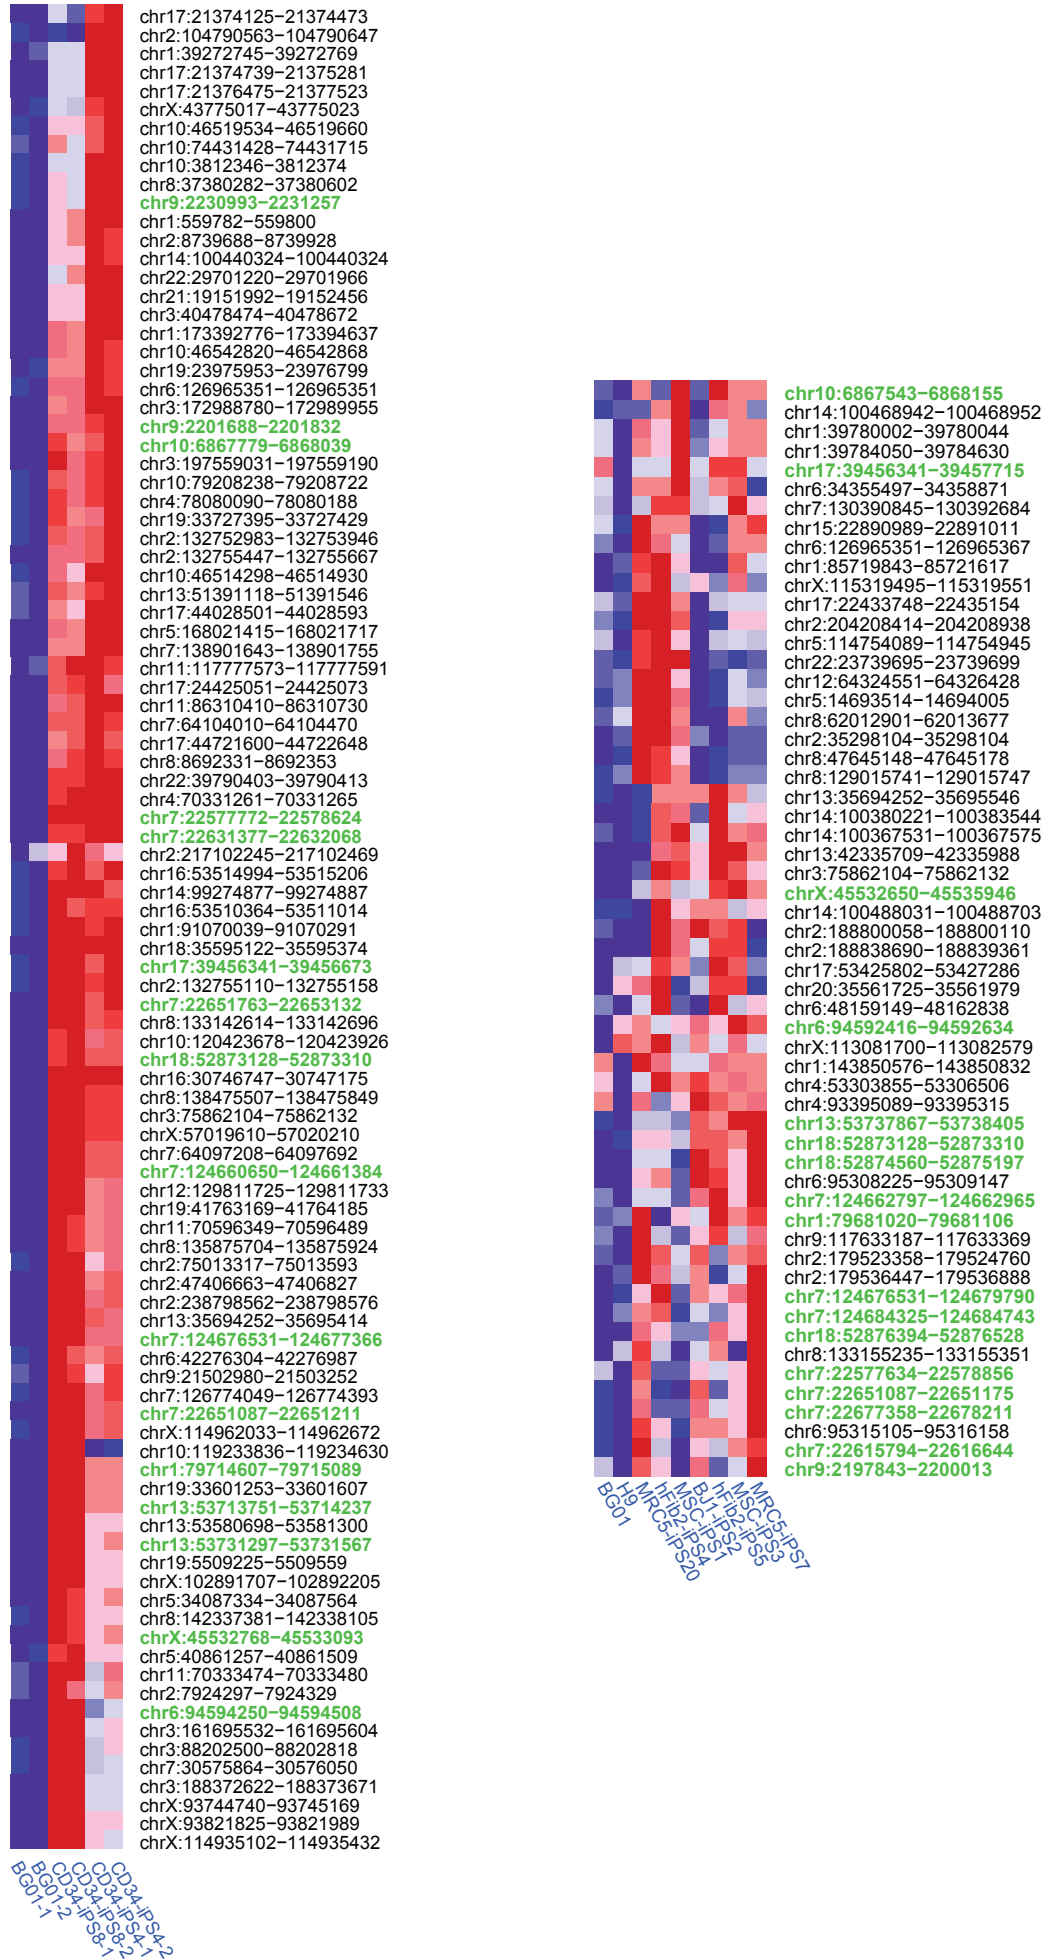 chr17:21374125−21374473
chr2:104790563−104790647
chr1:39272745−39272769
chr17:21374739−21375281
chr17:21376475−21377523
chrX:43775017−43775023
chr10:46519534−46519660
chr10:74431428−74431715
chr10:3812346−3812374
chr8:37380282−37380602
chr9:2230993−2231257
chr1:559782−559800
chr2:8739688−8739928
chr14:100440324−100440324
chr22:29701220−29701966
chr21:19151992−19152456
chr3:40478474−40478672
chr1:173392776−173394637
chr10:46542820−46542868
chr19:23975953−23976799
chr6:126965351−126965351
chr3:172988780−172989955
chr9:2201688−2201832
chr10:6867779−6868039
chr3:197559031−197559190
chr10:79208238−79208722
chr4:78080090−78080188
chr19:33727395−33727429
chr2:132752983−132753946
chr2:132755447−132755667
chr10:46514298−46514930
chr13:51391118−51391546
chr17:44028501−44028593
chr5:168021415−168021717
chr7:138901643−138901755
chr11:117777573−117777591
chr17:24425051−24425073
chr11:86310410−86310730
chr7:64104010−64104470
chr17:44721600−44722648
chr8:8692331−8692353
chr22:39790403−39790413
chr4:70331261−70331265
chr7:22577772−22578624
chr7:22631377−22632068
chr2:217102245−217102469
chr16:53514994−53515206
chr14:99274877−99274887
chr16:53510364−53511014
chr1:91070039−91070291
chr18:35595122−35595374
chr17:39456341−39456673
chr2:132755110−132755158
chr7:22651763−22653132
chr8:133142614−133142696
chr10:120423678−120423926
chr18:52873128−52873310
chr16:30746747−30747175
chr8:138475507−138475849
chr3:75862104−75862132
chrX:57019610−57020210
chr7:64097208−64097692
chr7:124660650−124661384
chr12:129811725−129811733
chr19:41763169−41764185
chr11:70596349−70596489
chr8:135875704−135875924
chr2:75013317−75013593
chr2:47406663−47406827
chr2:238798562−238798576
chr13:35694252−35695414
chr7:124676531−124677366
chr6:42276304−42276987
chr9:21502980−21503252
chr7:126774049−126774393
chr7:22651087−22651211
chrX:114962033−114962672
chr10:119233836−119234630
chr1:79714607−79715089
chr19:33601253−33601607
chr13:53713751−53714237
chr13:53580698−53581300
chr13:53731297−53731567
chr19:5509225−5509559
chrX:102891707−102892205
chr5:34087334−34087564
chr8:142337381−142338105
chrX:45532768−45533093
chr5:40861257−40861509
chr11:70333474−70333480
chr2:7924297−7924329
chr6:94594250−94594508
chr3:161695532−161695604
chr3:88202500−88202818
chr7:30575864−30576050
chr3:188372622−188373671
chrX:93744740−93745169
chrX:93821825−93821989
chrX:114935102−114935432
BG01-1
BG01-2
CD34-iPS8-1
CD34-iPS8-2
CD34-iPS4-1
CD34-iPS4-2
chr10:6867543−6868155
chr14:100468942−100468952
chr1:39780002−39780044
chr1:39784050−39784630
chr17:39456341−39457715
chr6:34355497−34358871
chr7:130390845−130392684
chr15:22890989−22891011
chr6:126965351−126965367
chr1:85719843−85721617
chrX:115319495−115319551
chr17:22433748−22435154
chr2:204208414−204208938
chr5:114754089−114754945
chr22:23739695−23739699
chr12:64324551−64326428
chr5:14693514−14694005
chr8:62012901−62013677
chr2:35298104−35298104
chr8:47645148−47645178
chr8:129015741−129015747
chr13:35694252−35695546
chr14:100380221−100383544
chr14:100367531−100367575
chr13:42335709−42335988
chr3:75862104−75862132
chrX:45532650−45535946
chr14:100488031−100488703
chr2:188800058−188800110
chr2:188838690−188839361
chr17:53425802−53427286
chr20:35561725−35561979
chr6:48159149−48162838
chr6:94592416−94592634
chrX:113081700−113082579
chr1:143850576−143850832
chr4:53303855−53306506
chr4:93395089−93395315
chr13:53737867−53738405
chr18:52873128−52873310
chr18:52874560−52875197
chr6:95308225−95309147
chr7:124662797−124662965
chr1:79681020−79681106
chr9:117633187−117633369
chr2:179523358−179524760
chr2:179536447−179536888
chr7:124676531−124679790
chr7:124684325−124684743
chr18:52876394−52876528
chr8:133155235−133155351
chr7:22577634−22578856
chr7:22651087−22651175
chr7:22677358−22678211
chr6:95315105−95316158
chr7:22615794−22616644
chr9:2197843−2200013
BG01
H9
MRC5-iPS20
hFib2-iPS4
MSC-iPS1
BJ1-iPS2
hFib2-iPS5
MSC-iPS3
MRC5-iPS7